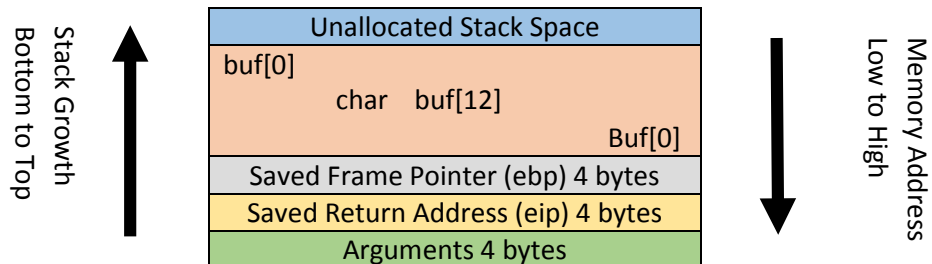 Stack Growth
Bottom to Top
Unallocated Stack Space
buf[0]
char buf[12]
Buf[0]
Saved Frame Pointer (ebp) 4 bytes
Saved Return Address (eip) 4 bytes
Arguments 4 bytes
Memory Address
Low to High